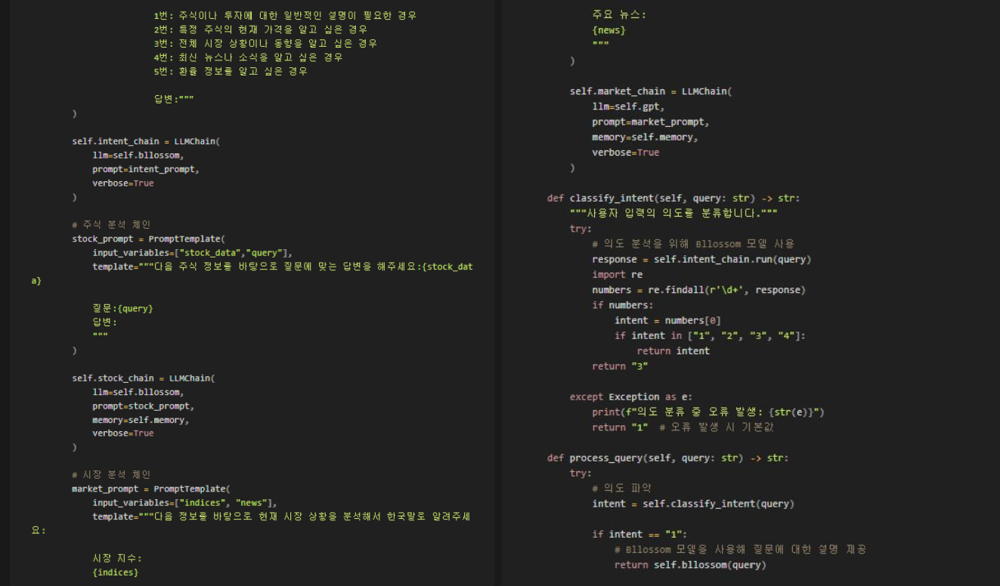 1번: 주식이나 투자에 대한 일반적인 설명이 필요한 경우
2번: 특정 주식의 현재 가격을 알고 싶은 경우
3번: 전체 시장 상황이나 동향을 알고 싶은 경우
4번: 최신 뉴스나 소식을 알고 싶은 경우
5번: 환율 정보를 알고 싶은 경우
답변:"""
)
self.intent_chain = LLMChain(
llm=self.bllossom,
prompt=intent_prompt,
verbose=True
)
# 주식 분석 체인
stock_prompt = PromptTemplate(
input_variables=["stock_data","query"],
template="""다음 주식 정보를 바탕으로 질문에 맞는 답변을 해주세요:{stock_dat
a}
질문:{query}
답변:
"""
)
self.stock_chain = LLMChain(
llm=self.bllossom,
prompt=stock_prompt,
memory=self.memory,
verbose=True
)
# 시장 분석 체인
market_prompt = PromptTemplate(
input_variables=["indices", "news"],
template="""다음 정보를 바탕으로 현재 시장 상황을 분석해서 한국말로 알려주세
요:
시장 지수:
{indices}
주요 뉴스:
{news}
"""
)
self.market_chain = LLMChain(
llm=self.gpt,
prompt=market_prompt,
memory=self.memory,
verbose=True
)
def classify_intent(self, query: str) -> str:
"""사용자 입력의 의도를 분류합니다."""
try:
# 의도 분석을 위해 Bllossom 모델 사용
response = self.intent_chain.run(query)
import re
numbers = re.findall(r'\d+', response)
if numbers:
intent = numbers[0]
if intent in ["1", "2", "3", "4"]:
return intent
return "3"
except Exception as e:
print(f"의도 분류 중 오류 발생: {str(e)}")
return "1" # 오류 발생 시 기본값
def process_query(self, query: str) -> str:
try:
# 의도 파악
intent = self.classify_intent(query)
if intent == "1":
# Bllossom 모델을 사용해 질문에 대한 설명 제공
return self.bllossom(query)